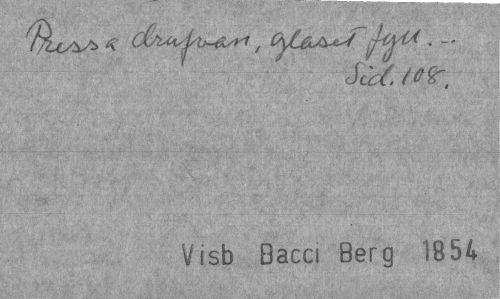 Pressa drufvan, glaset fyll...
Sid. 108.
Visb Bacci Berg 1854